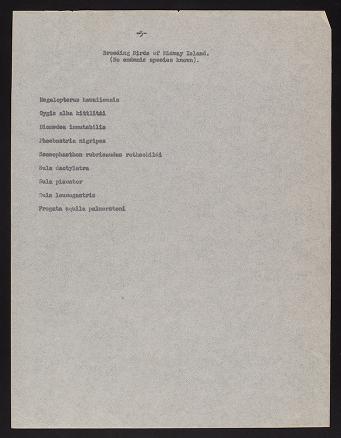 -5-
Breeding Birds of Midway Island.
(No endemic species known).
Megalopterus hawaiiensis
Gygis alba kittlitzi
Diomedea immutabilis
Phoebastria nigripes
Scaeophaethon rubricaudus rothschildi
Sula dactylatra
Sula piscator
Sula leucogastris
Fregata aquila palmerstoni